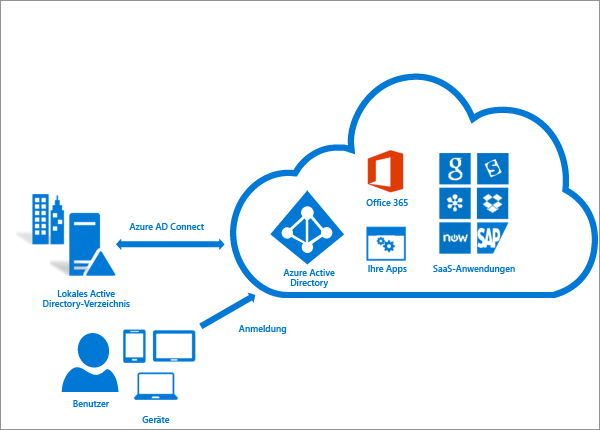 Office 365
g
now
SAP
Azure AD Connect
Azure Active
Directory
Ihre Apps
SaaS-Anwendungen
Lokales Active
Directory-Verzeichnis
Anmeldung
Benutzer
Geräte